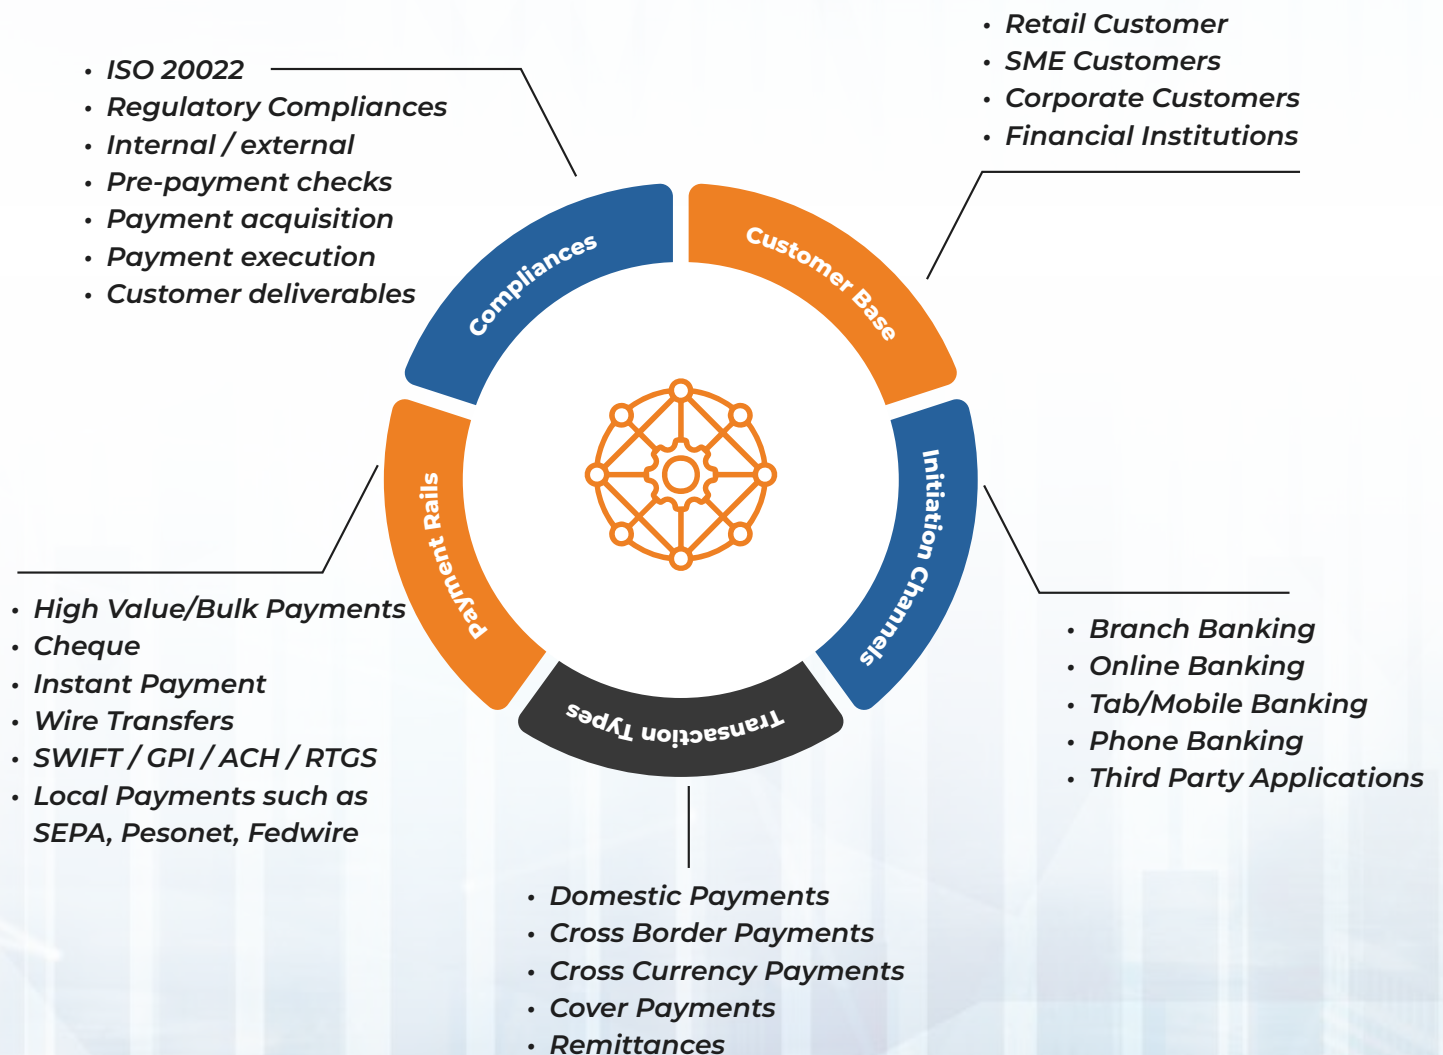 • Retail Customer
• SME Customers
• Corporate Customers
• Financial Institutions
• ISO 20022
• Regulatory Compliances
• Internal / external
• Pre-payment checks
• Payment acquisition
• Payment execution
• Customer deliverables
Compliances
Customer Base
Payment Rails
Initiation Channels
Transaction Types
• High Value/Bulk Payments
• Cheque
• Instant Payment
• Wire Transfers
• SWIFT / GPI / ACH / RTGS
• Local Payments such as
SEPA, Pesonet, Fedwire
• Branch Banking
• Online Banking
• Tab/Mobile Banking
• Phone Banking
• Third Party Applications
• Domestic Payments
• Cross Border Payments
• Cross Currency Payments
• Cover Payments
• Remittances